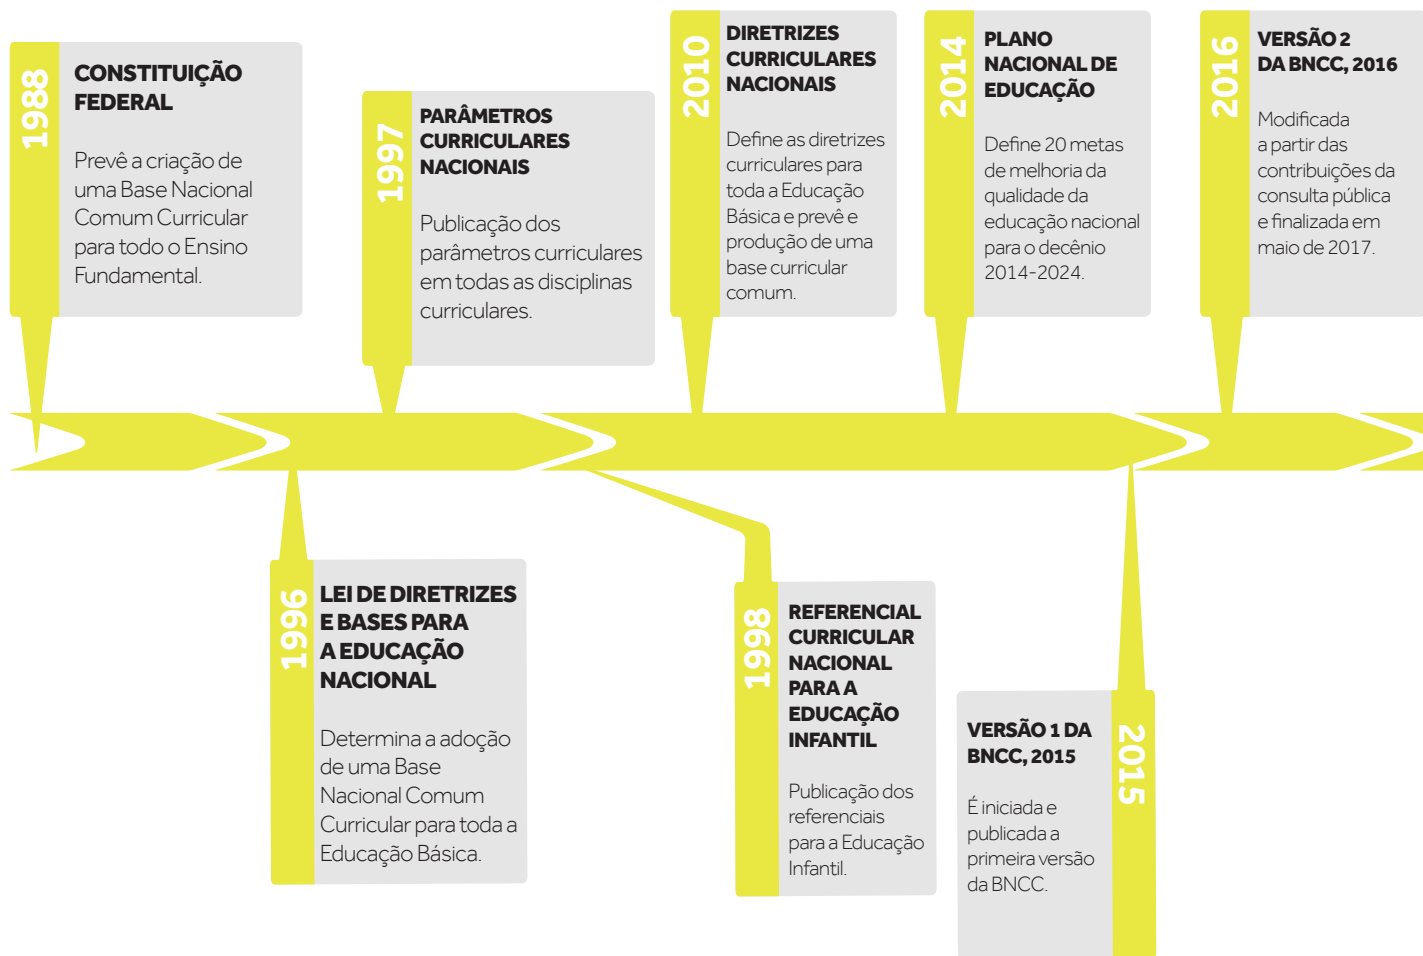 1988
CONSTITUIÇÃO
FEDERAL
Prevê a criação de
uma Base Nacional
Comum Curricular
para todo o Ensino
Fundamental.
1997
PARÂMETROS
CURRICULARES
NACIONAIS
Publicação dos
parâmetros curriculares
em todas as disciplinas
curriculares.
2010
DIRETRIZES
CURRICULARES
NACIONAIS
Define as diretrizes
curriculares para
toda a Educação
Básica e prevê e
produção de uma
base curricular
comum.
2014
PLANO
NACIONAL DE
EDUCAÇÃO
Define 20 metas
de melhoria da
qualidade da
educação nacional
para o decênio
2014-2024.
2016
VERSÃO 2
DA BNCC, 2016
Modificada
a partir das
contribuições da
consulta pública
e finalizada em
maio de 2017.
1996
LEI DE DIRETRIZES
E BASES PARA
A EDUCAÇÃO
NACIONAL
Determina a adoção
de uma Base
Nacional Comum
Curricular para toda a
Educação Básica.
1998
REFERENCIAL
CURRICULAR
NACIONAL
PARA A
EDUCAÇÃO
INFANTIL
Publicação dos
referenciais
para a Educação
Infantil.
VERSÃO 1 DA
BNCC, 2015
É iniciada e
publicada a
primeira versão
da BNCC.
2015